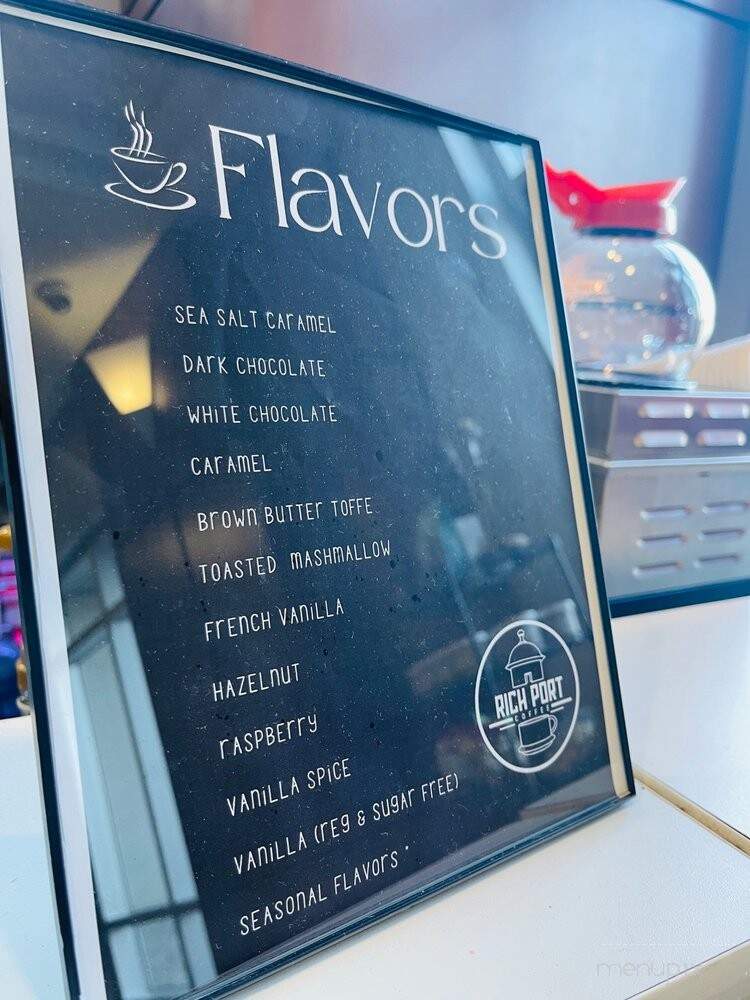 Flavors
SEA SALT CARAMEL
DARK CHOCOLATE
WHITE CHOCOLATE
CARAMEL
BROWN BUTTER TOFFE
TOASTED MASHMALLOW
FRENCH VANILLA
HAZELNUT
RASPBERRY
VANILLA SPICE
VANILLA (REG & SUGAR FREE)
SEASONAL FLAVORS *
RICH PORT
COFFEE